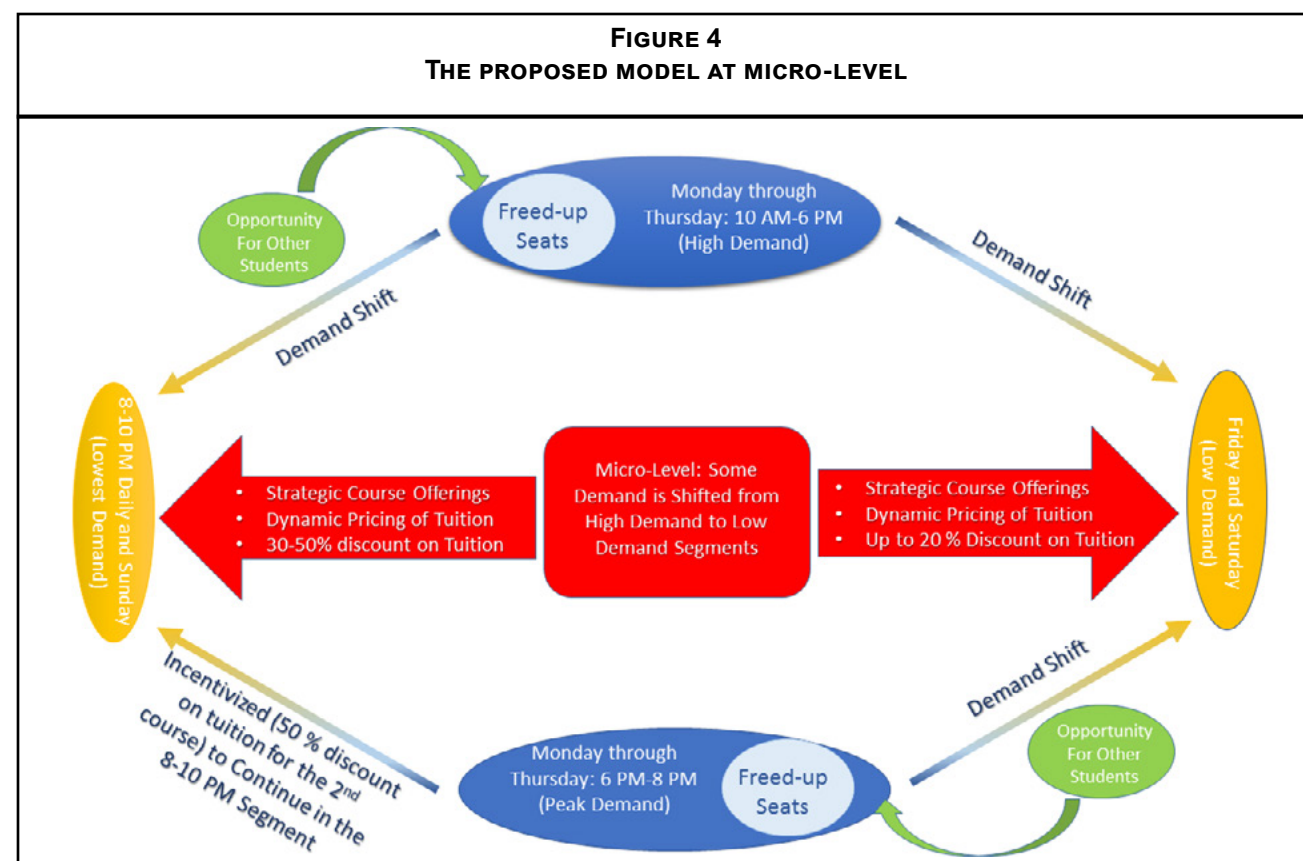 FIGURE 4
THE PROPOSED MODEL AT MICRO-LEVEL
Opportunity
For Other
Students
Freed-up
Seats
Monday through
Thursday: 10 AM-6 PM
(High Demand)
Demand Shift
Demand Shift
8-10 PM Daily and Sunday
(Lowest Demand)
• Strategic Course Offerings
• Dynamic Pricing of Tuition
• 30-50% discount on Tuition
Micro-Level: Some
Demand is Shifted from
High Demand to Low
Demand Segments
• Strategic Course Offerings
• Dynamic Pricing of Tuition
• Up to 20 % Discount on Tuition
Friday and Saturday
(Low Demand)
Incentivized (50 % discount
on tuition for the 2nd
course) to Continue in the
8-10 PM Segment
Monday through
Thursday: 6 PM-8 PM
(Peak Demand)
Freed-up
Seats
Demand Shift
Opportunity
For Other
Students